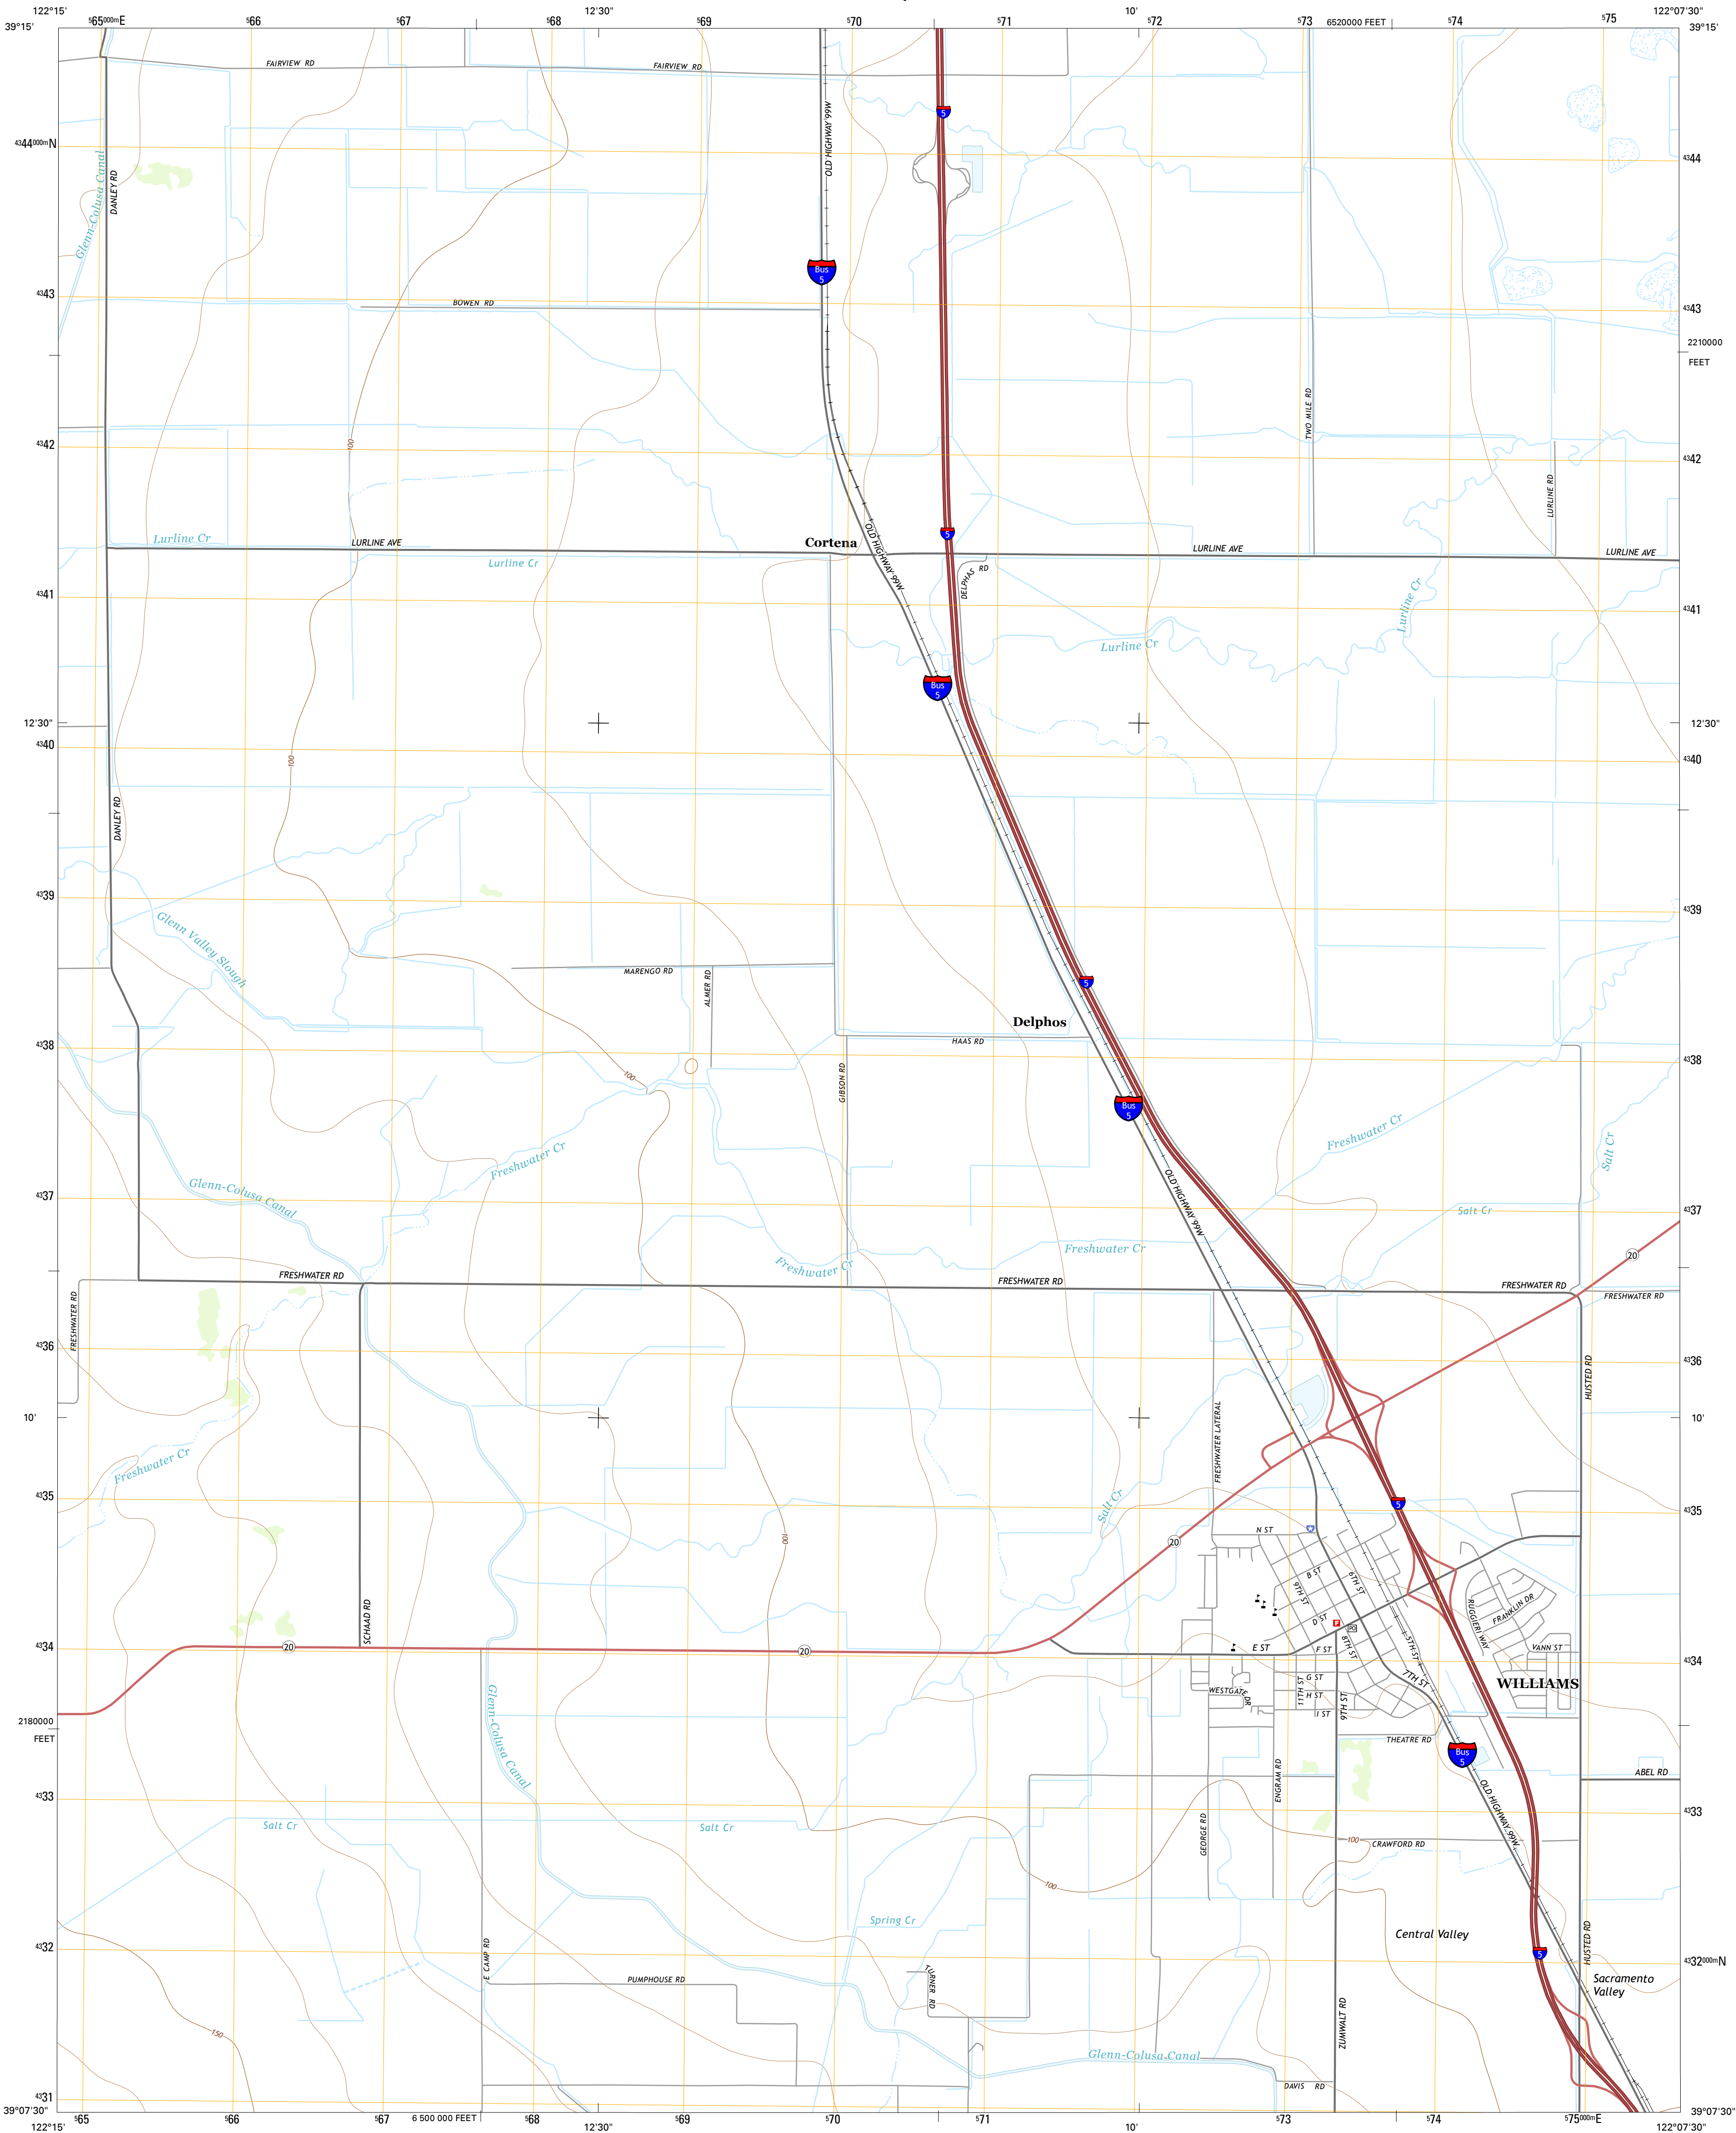 122°15' 12'30" 10' 122°07'30"
⁵65⁰⁰⁰ᵐE ⁵66 ⁵67 ⁵68 ⁵69 ⁵70 ⁵71 ⁵72 ⁵73 6520000 FEET ⁵74 ⁵75
39°15' 39°15'
FAIRVIEW RD FAIRVIEW RD
5
OLD HIGHWAY 99W
⁴³44⁰⁰⁰ᵐN ⁴³44
Glenn-Colusa Canal
DANLEY RD
Bus
5
⁴³43 ⁴³43
BOWEN RD
2210000
FEET
TWO MILE RD
100
⁴³42 ⁴³42
LURLINE RD
Lurline Cr
LURLINE AVE
Cortena
OLD HIGHWAY 99W
5
LURLINE AVE
LURLINE AVE
Lurline Cr
DELPHAS RD
⁴³41 ⁴³41
Lurline Cr
Lurline Cr
Bus
5
12'30" 12'30"
⁴³40 ⁴³40
100
DANLEY RD
⁴³39 ⁴³39
Glenn Valley Slough
MARENGO RD
ALMER RD
5
Delphos
HAAS RD
⁴³38 ⁴³38
100
GIBSON RD
Bus
5
Freshwater Cr
Freshwater Cr
Salt Cr
Glenn-Colusa Canal
OLD HIGHWAY 99W
⁴³37 ⁴³37
Salt Cr
Freshwater Cr
Freshwater Cr
20
FRESHWATER RD
FRESHWATER RD
FRESHWATER RD
FRESHWATER RD
FRESHWATER RD
⁴³36 ⁴³36
HUSTED RD
10' 10'
FRESHWATER LATERAL
Freshwater Cr
⁴³35 ⁴³35
Salt Cr
5
100
20
N ST
B ST
9TH ST
6TH ST
D ST
F
PO
RUGGIERI WAY
FRANKLIN DR
SCHAAD RD
⁴³34 ⁴³34
20
20
E ST
F ST
8TH ST
5TH ST
VANN ST
G ST
7TH ST
WILLIAMS
WESTGATE DR
11TH ST
H ST
I ST
9TH ST
Glenn-Colusa Canal
2180000
FEET
THEATRE RD
Bus
5
ENGRAM RD
ABEL RD
⁴³33 ⁴³33
OLD HIGHWAY 99W
Salt Cr
Salt Cr
GEORGE RD
100
CRAWFORD RD
100
Spring Cr
Central Valley
⁴³32 ⁴³32⁰⁰⁰ᵐN
5
HUSTED RD
E CAMP RD
PUMPHOUSE RD
TURNER RD
Sacramento
Valley
150
ZUMWALT RD
Glenn-Colusa Canal
DAVIS RD
⁴³31
39°07'30" 39°07'30"
⁵65 ⁵66 ⁵67 6 500 000 FEET ⁵68 ⁵69 ⁵70 ⁵71 ⁵73 ⁵74 ⁵75⁰⁰⁰ᵐE
122°15' 12'30" 10' 122°07'30"